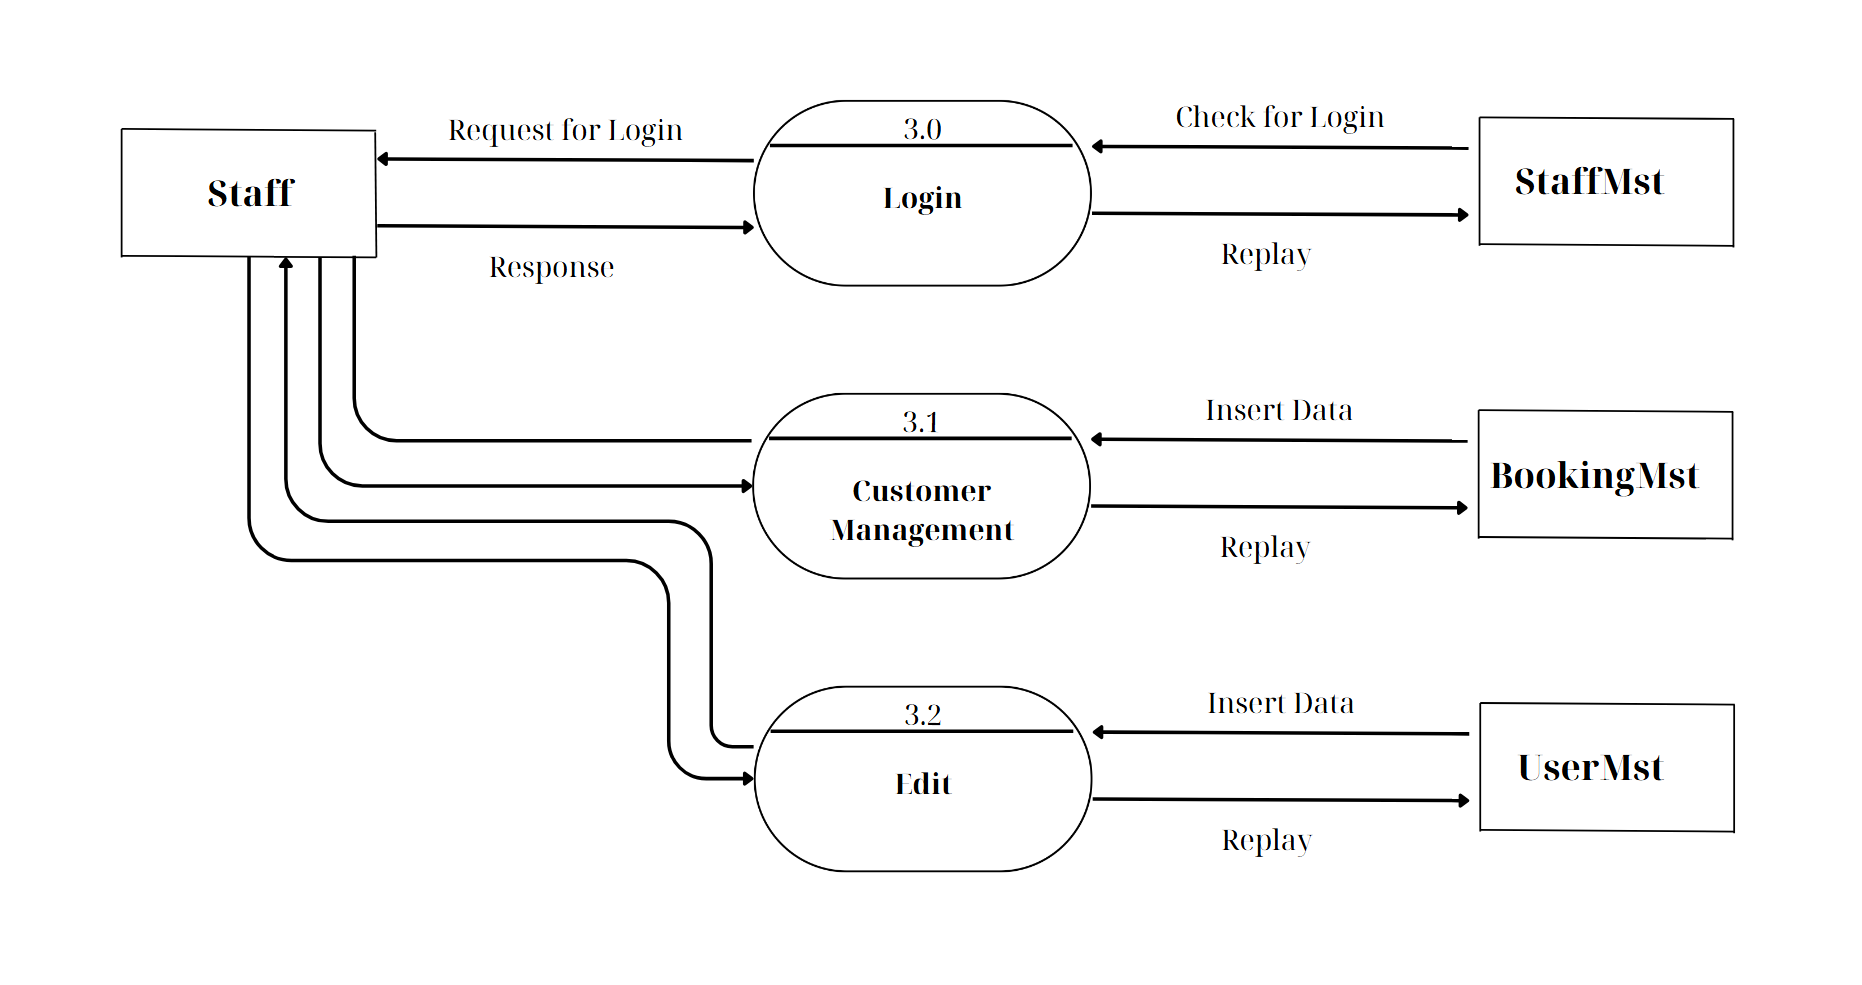 Staff
Request for Login
Response
3.0
Login
Check for Login
Replay
StaffMst
3.1
Customer
Management
Insert Data
Replay
BookingMst
3.2
Edit
Insert Data
Replay
UserMst